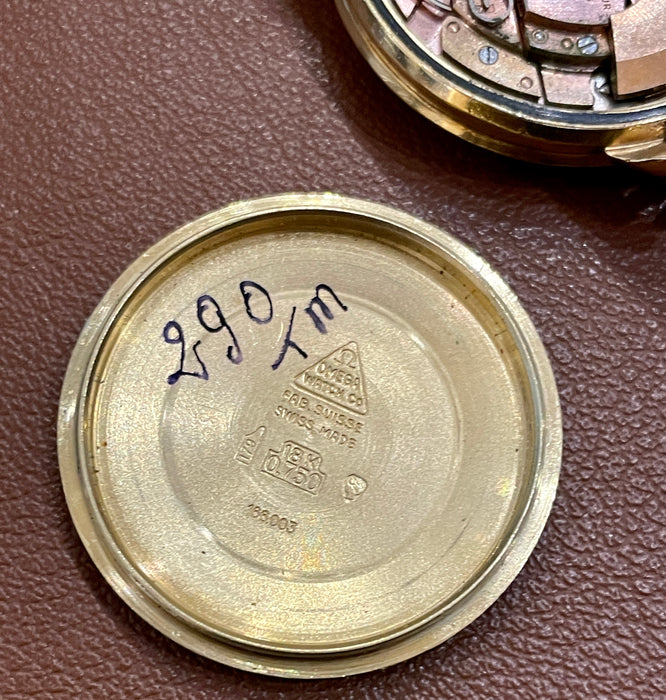 290
Tm
Ω
OMEGA
WATCH CO
FAB. SUISSE
SWISS MADE
18K
0,750
168.003